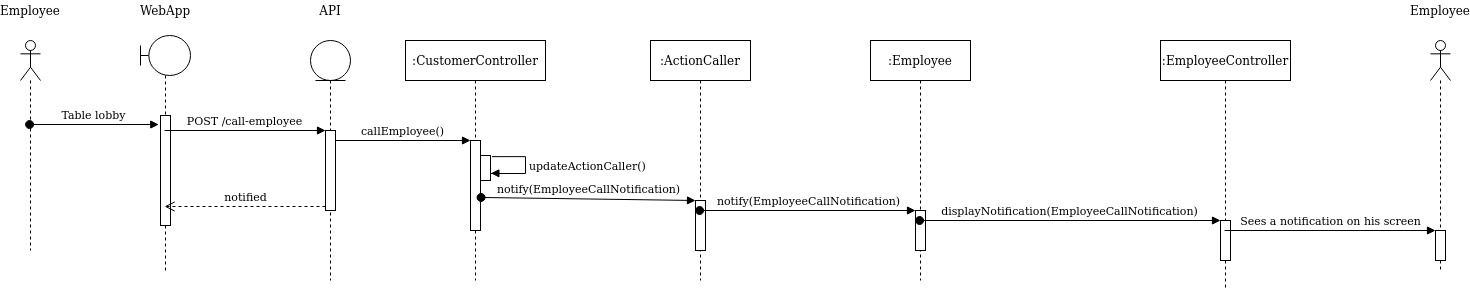 Employee
WebApp
API
Employee
:CustomerController
:ActionCaller
:Employee
:EmployeeController
Table lobby
POST /call-employee
callEmployee()
updateActionCaller()
notify(EmployeeCallNotification)
notified
notify(EmployeeCallNotification)
displayNotification(EmployeeCallNotification)
Sees a notification on his screen